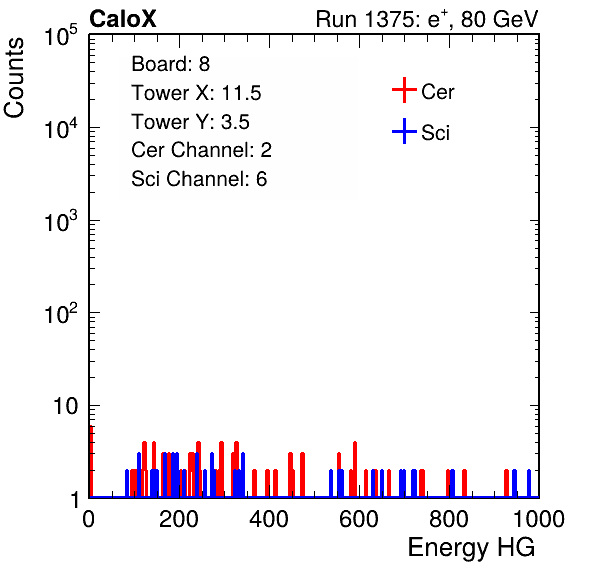 CaloX Run 1375: e⁺, 80 GeV
Counts
10⁵
10⁴
10³
10²
10
1
Board: 8
Tower X: 11.5
Tower Y: 3.5
Cer Channel: 2
Sci Channel: 6
Cer
Sci
0 200 400 600 800 1000
Energy HG